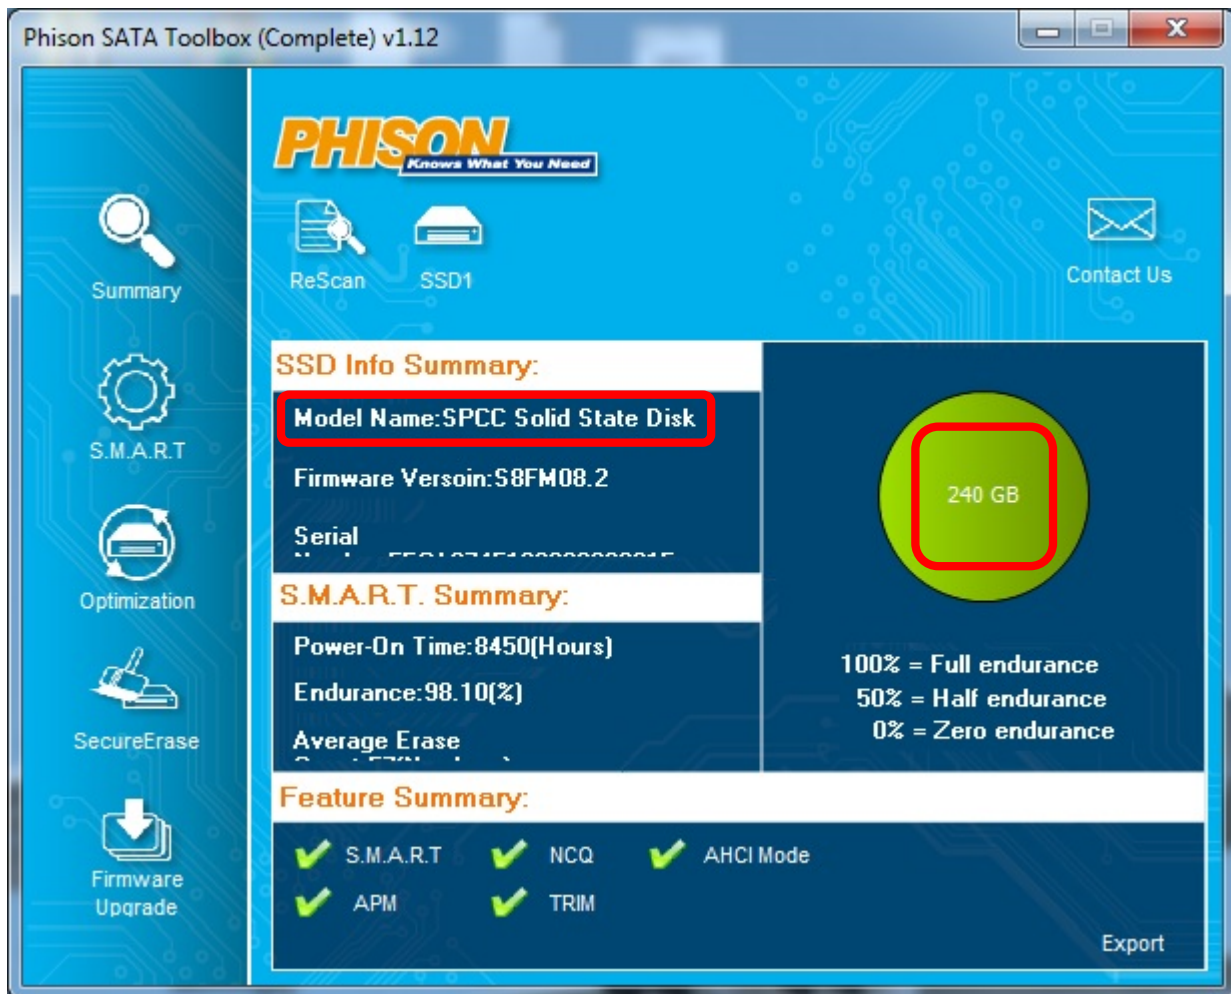 Phison SATA Toolbox (Complete) v1.12
PHISON
Knows What You Need
Summary
ReScan
SSD1
Contact Us
S.M.A.R.T
Optimization
SecureErase
Firmware
Upgrade
SSD Info Summary:
Model Name:SPCC Solid State Disk
Firmware Versoin:S8FM08.2
Serial
240 GB
S.M.A.R.T. Summary:
Power-On Time:8450(Hours)
Endurance:98.10(%)
Average Erase
100% = Full endurance
50% = Half endurance
0% = Zero endurance
Feature Summary:
S.M.A.R.T
NCQ
AHCI Mode
APM
TRIM
Export